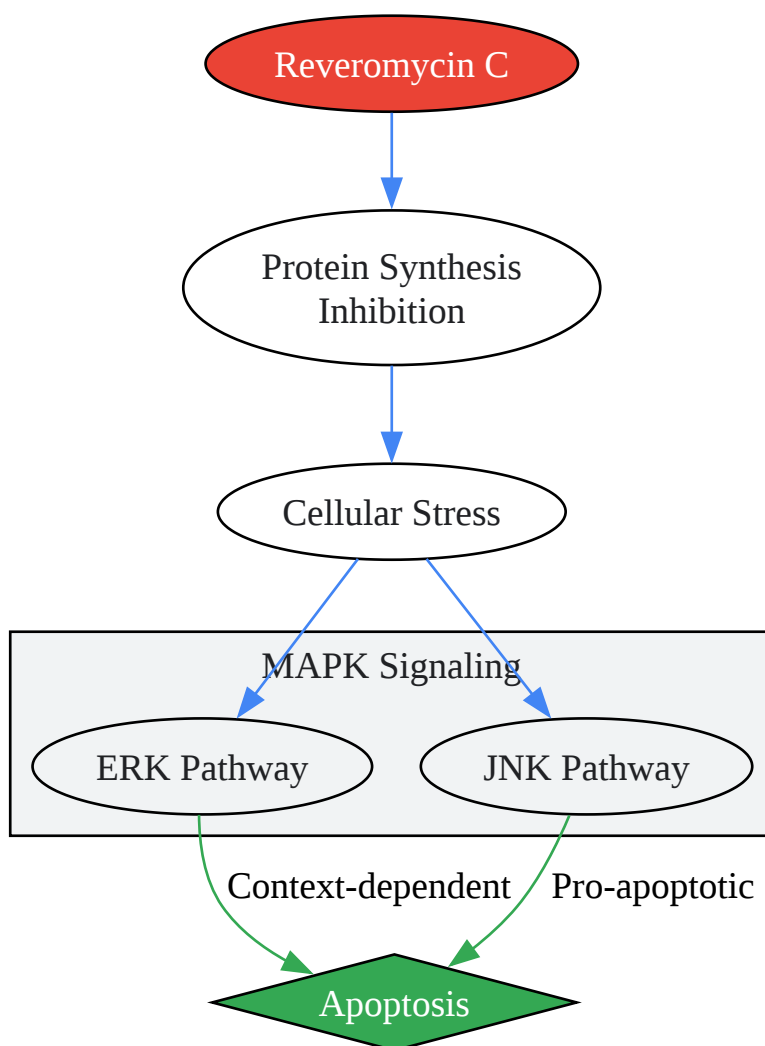 Reveromycin C
Protein Synthesis
Inhibition
Cellular Stress
MAPK Signaling
ERK Pathway
JNK Pathway
Context-dependent
Pro-apoptotic
Apoptosis